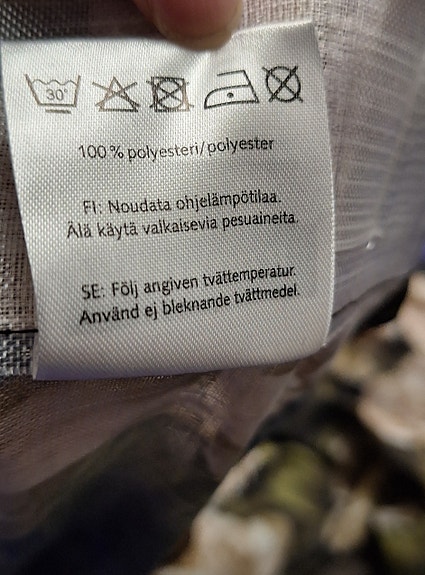 30°
100 % polyesteri/polyester
FI: Noudata ohjelämpötilaa.
Älä käytä valkaisevia pesuaineita.
SE: Följ angiven tvättemperatur.
Använd ej bleknande tvättmedel.